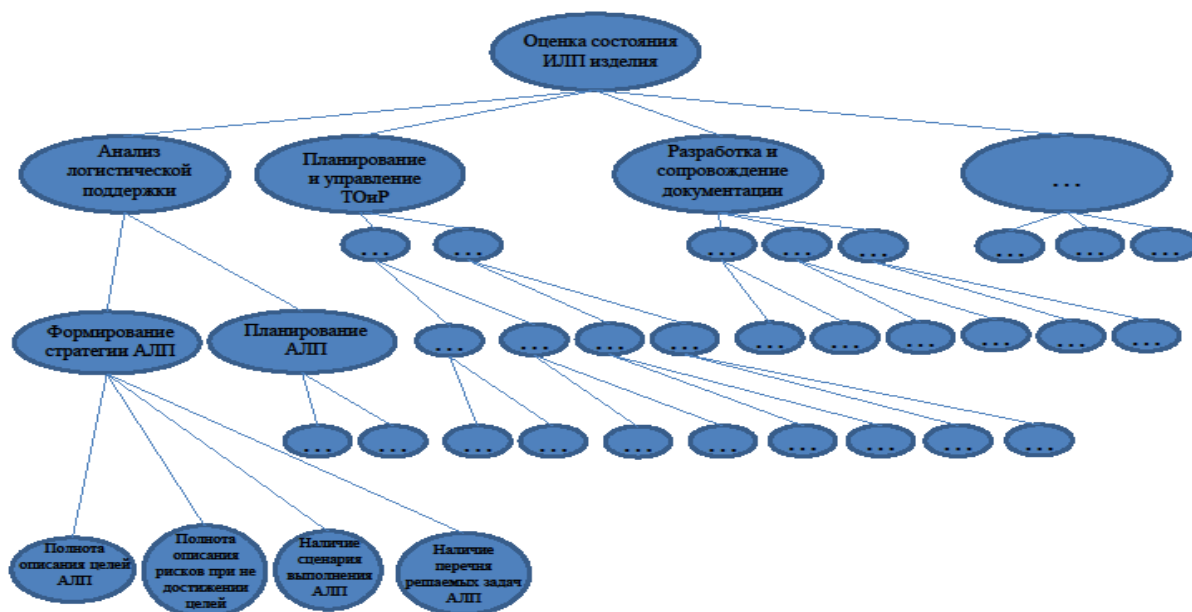 Оценка состояния
ИЛП изделия
Анализ
логистической
поддержки
Планирование
и управление
ТОиР
Разработка и
сопровождение
документации
...
... ...
... ... ...
... ... ...
Формирование
стратегии АЛП
Планирование
АЛП
... ... ... ...
... ... ... ... ... ...
... ... ... ... ... ... ... ... ... ...
Полнота
описания целей
АЛП
Полнота
описания
рисков при не
достижении
целей
Наличие
сценария
выполнения
АЛП
Наличие
перечня
решаемых задач
АЛП